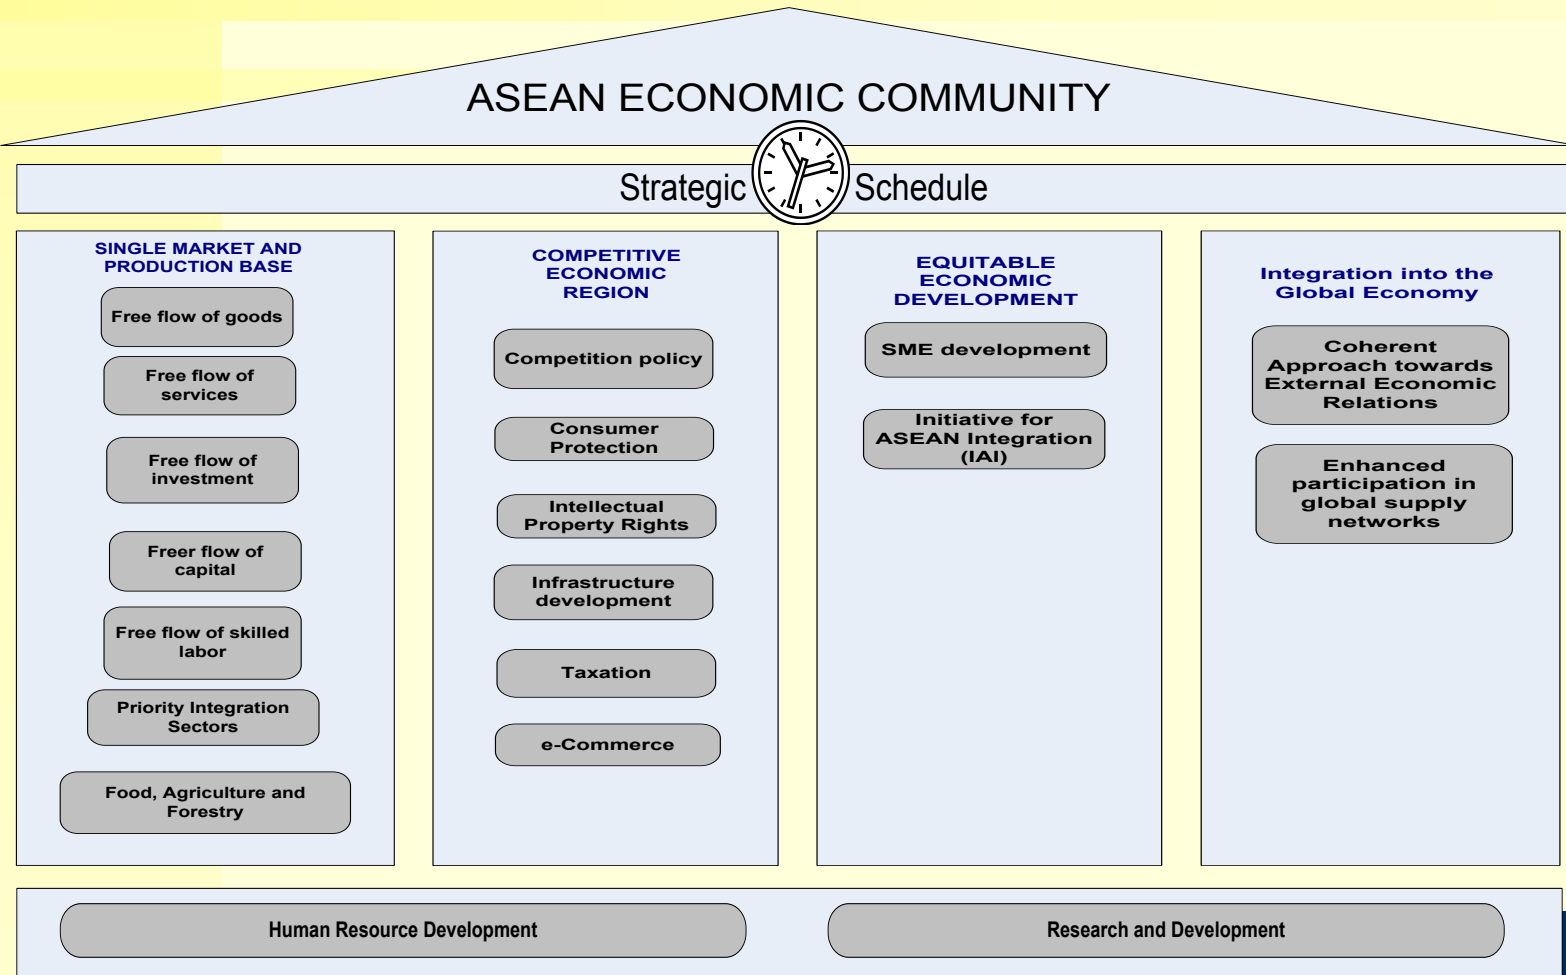 ASEAN ECONOMIC COMMUNITY
Strategic Schedule
SINGLE MARKET AND
PRODUCTION BASE
Free flow of goods
Free flow of
services
Free flow of
investment
Freer flow of
capital
Free flow of skilled
labor
Priority Integration
Sectors
Food, Agriculture and
Forestry
COMPETITIVE
ECONOMIC
REGION
Competition policy
Consumer
Protection
Intellectual
Property Rights
Infrastructure
development
Taxation
e-Commerce
EQUITABLE
ECONOMIC
DEVELOPMENT
SME development
Initiative for
ASEAN Integration
(IAI)
Integration into the
Global Economy
Coherent
Approach towards
External Economic
Relations
Enhanced
participation in
global supply
networks
Human Resource Development
Research and Development